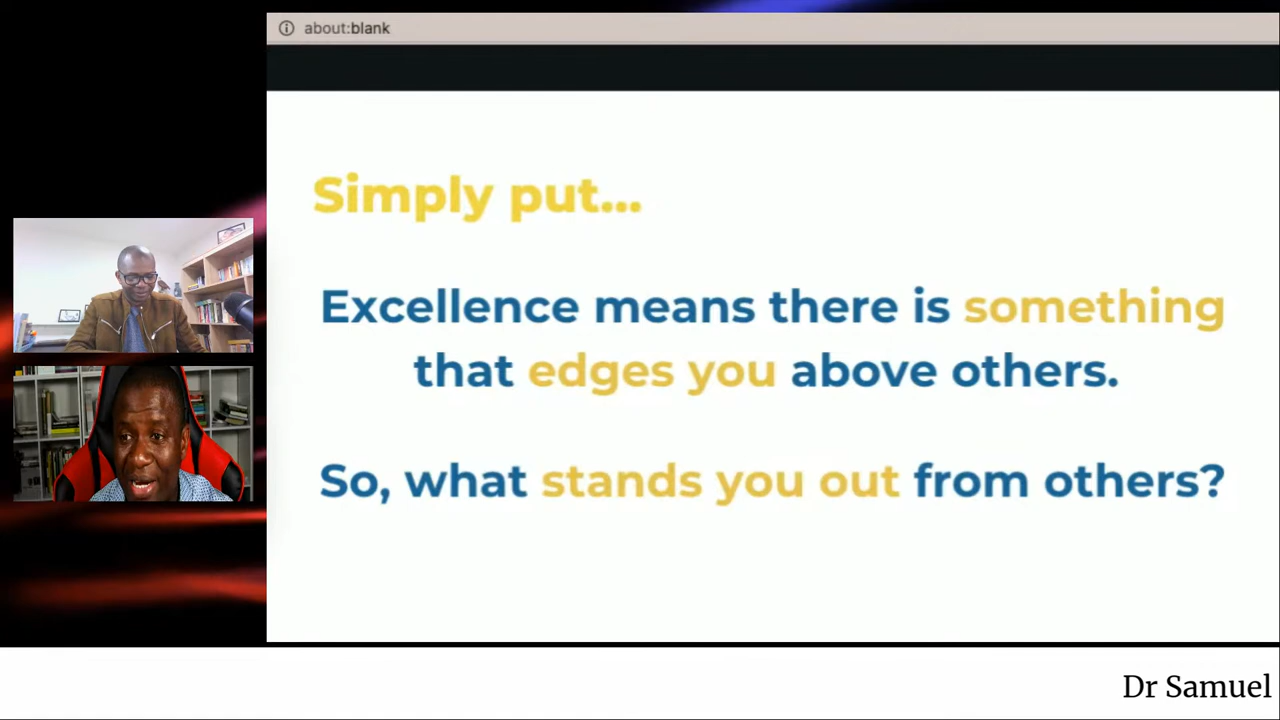 about:blank
Simply put...
Excellence means there is something
that edges you above others.
So, what stands you out from others?
Dr Samuel